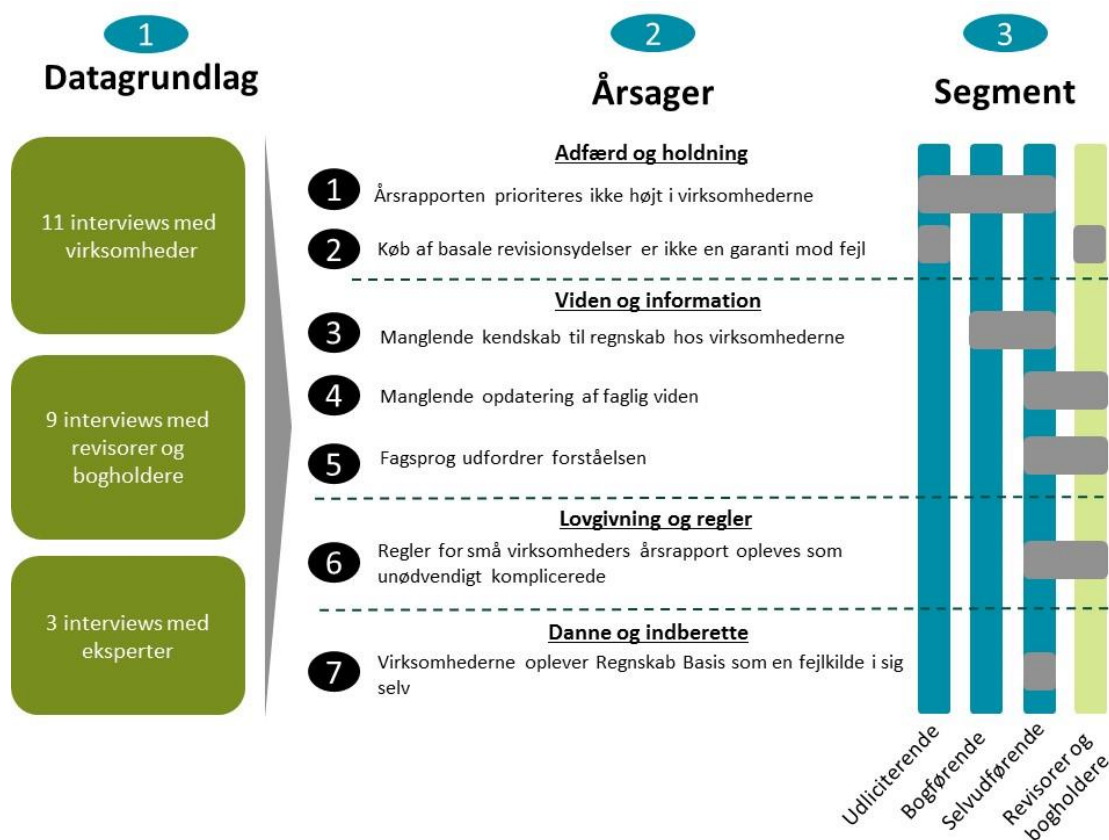 1
Datagrundlag
11 interviews med
virksomheder
9 interviews med
revisorer og
bogholdere
3 interviews med
eksperter
2
Årsager
Adfærd og holdning
1
Årsrapporten prioriteres ikke højt i virksomhederne
2
Køb af basale revisionsydelser er ikke en garanti mod fejl
Viden og information
3
Manglende kendskab til regnskab hos virksomhederne
4
Manglende opdatering af faglig viden
5
Fagsprog udfordrer forståelsen
Lovgivning og regler
6
Regler for små virksomheders årsrapport opleves som
unødvendigt komplicerede
Danne og indberette
7
Virksomhederne oplever Regnskab Basis som en fejlkilde i sig
selv
3
Segment
Udliciterende
Bogførende
Selvudførende
Revisorer og
bogholdere